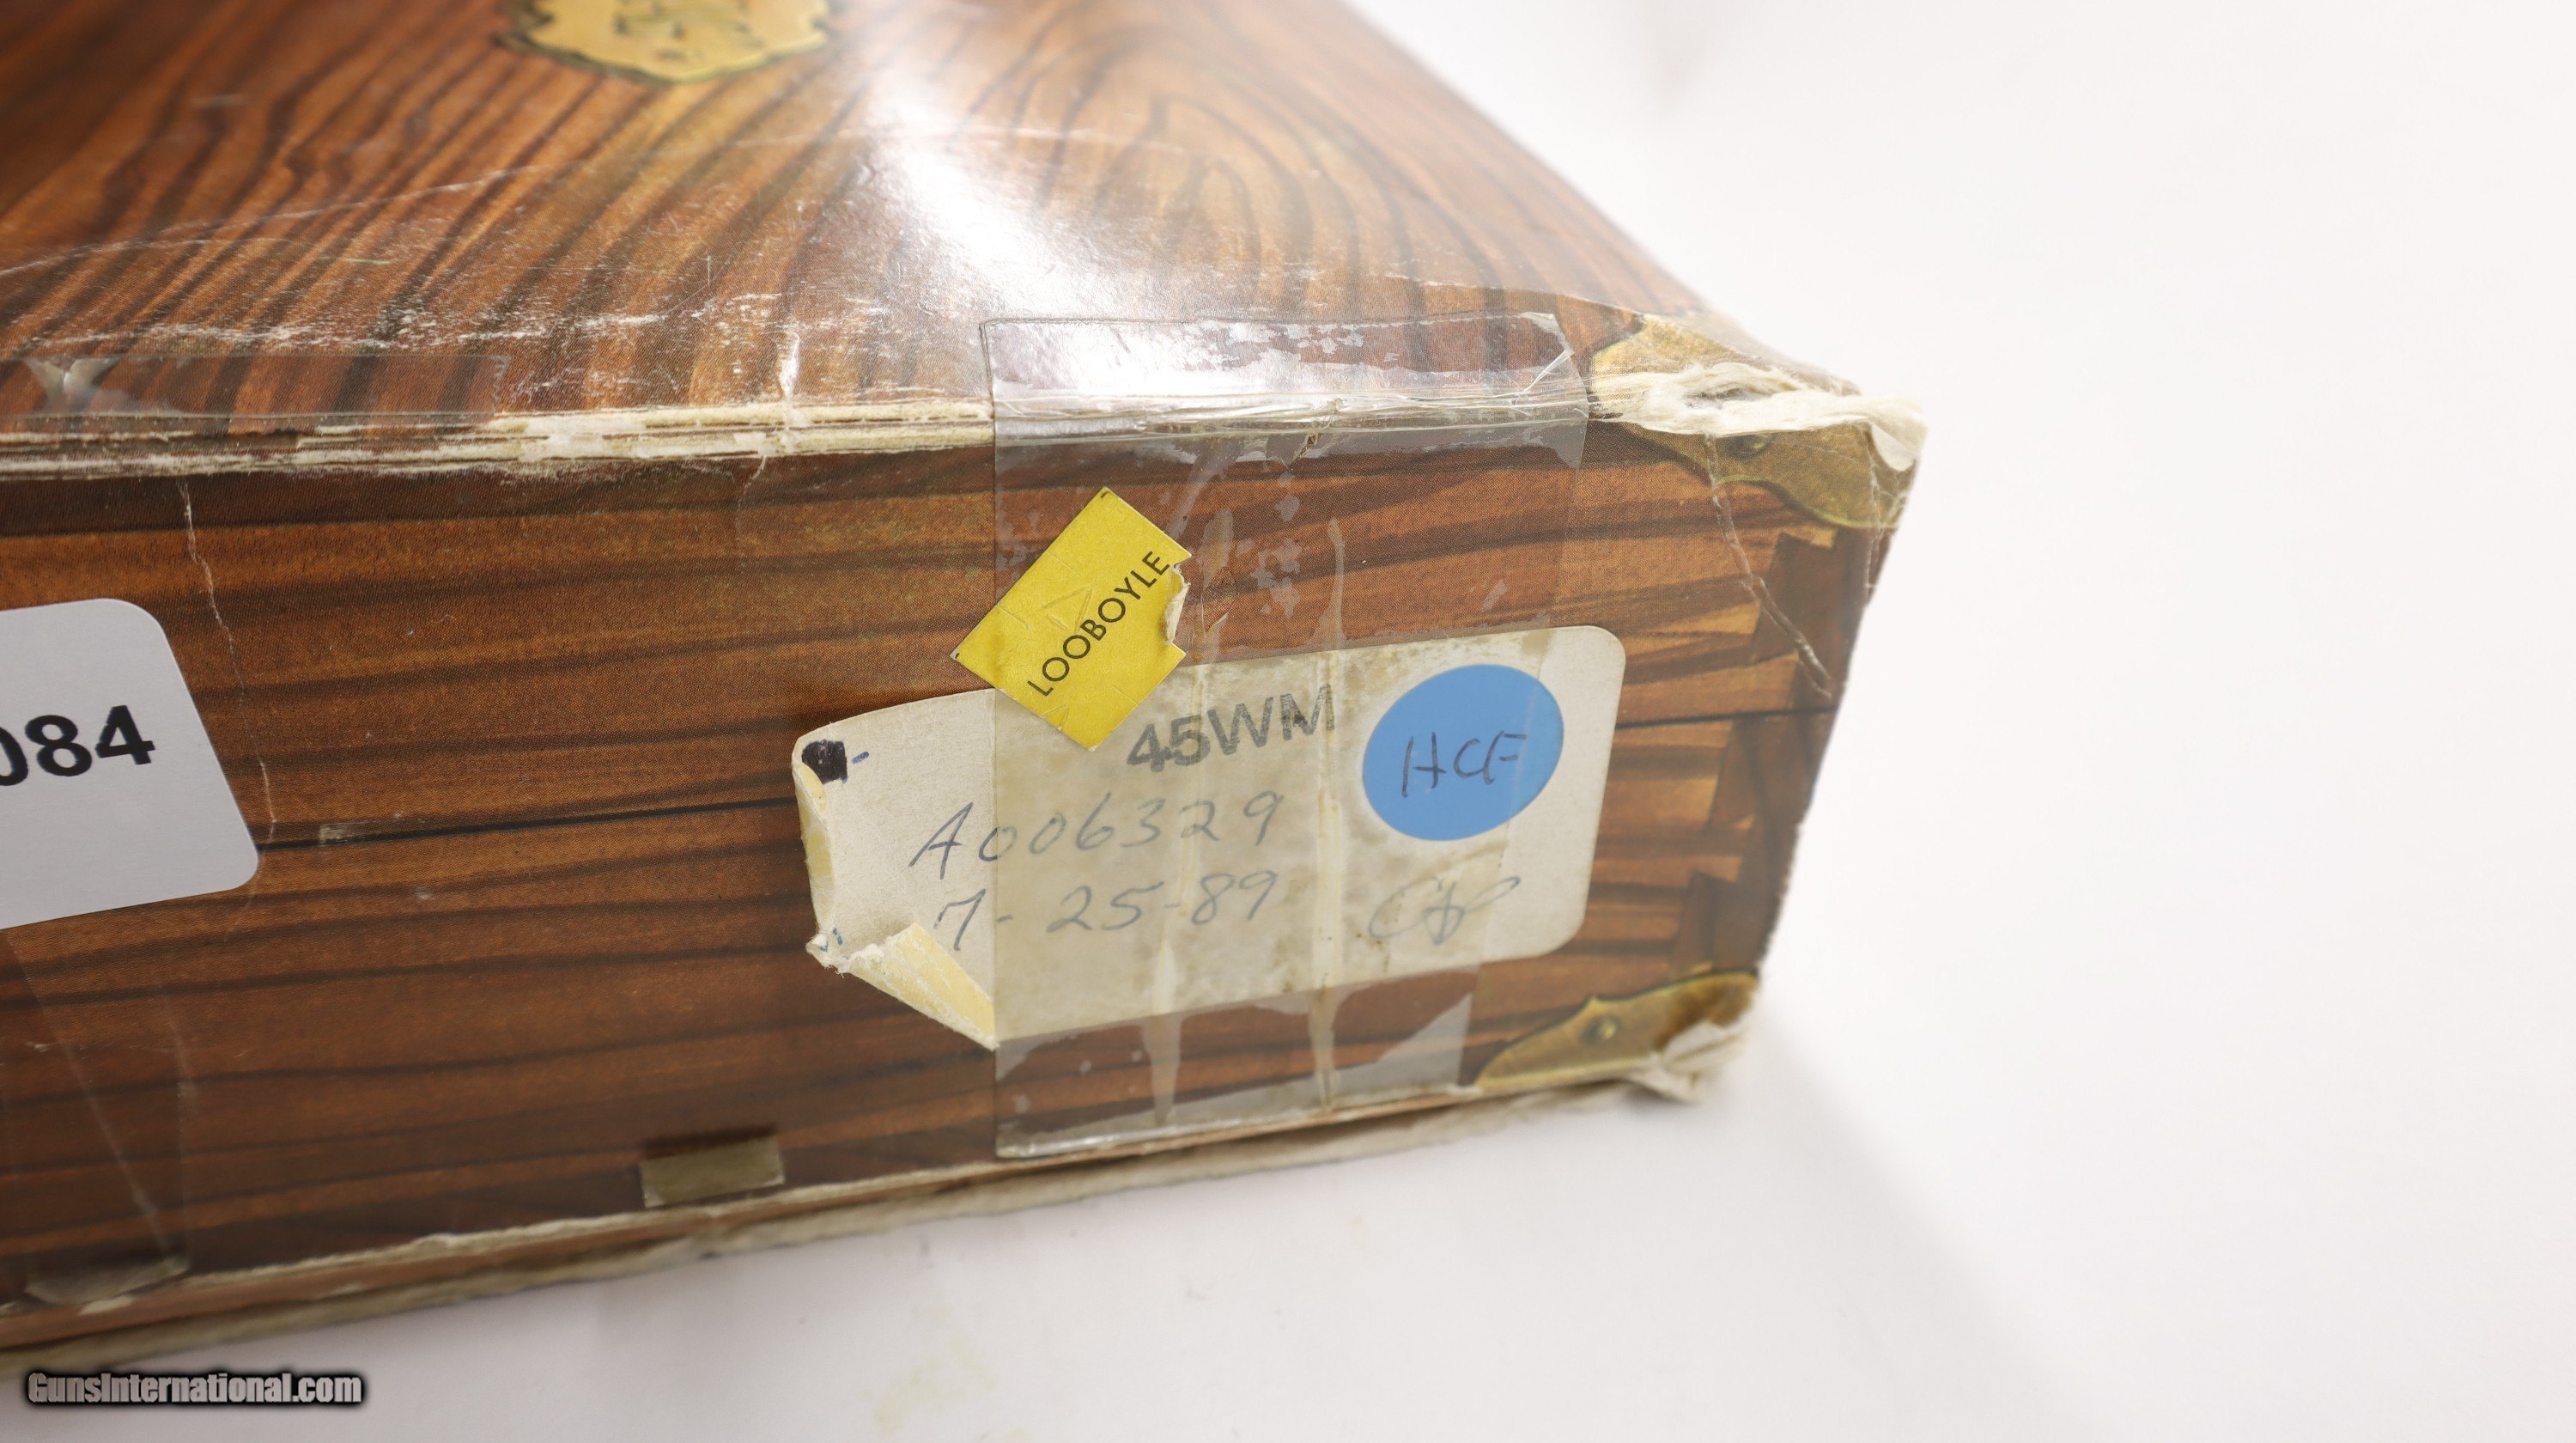 LOOBOYLE
45WM
HCF
A006329
7-25-89
084
GunsInternational.com